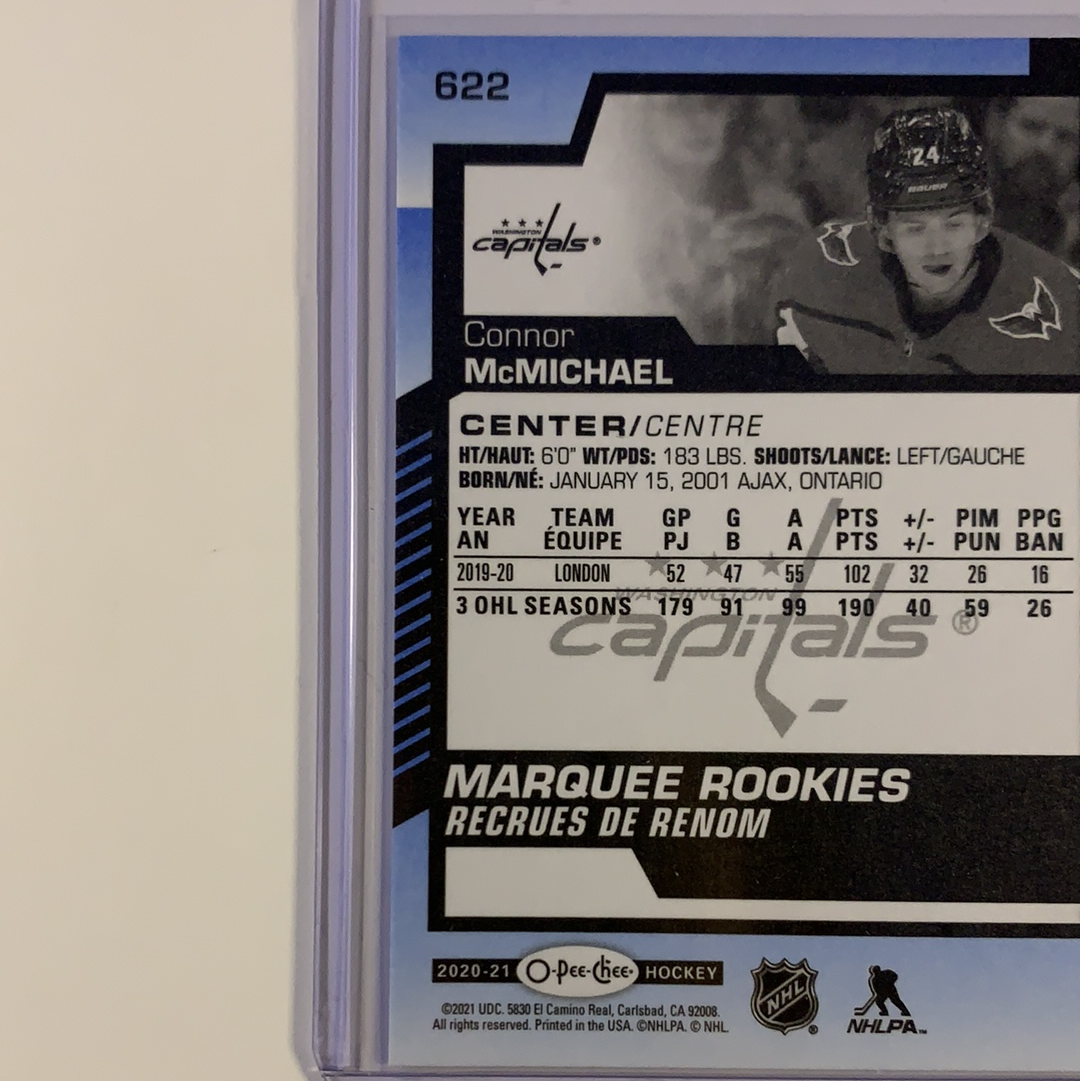 622
24
BAUER
WASHINGTON
capitals®
Connor
McMICHAEL
CENTER/CENTRE
HT/HAUT: 6'0" WT/PDS: 183 LBS. SHOOTS/LANCE: LEFT/GAUCHE
BORN/NÉ: JANUARY 15, 2001 AJAX, ONTARIO
YEAR TEAM GP G A PTS +/- PIM PPG
AN ÉQUIPE PJ B A PTS +/- PUN BAN
2019-20 LONDON 52 47 55 102 32 26 16
3 OHL SEASONS 179 91 99 190 40 59 26
WASHINGTON
capitals®
MARQUEE ROOKIES
RECRUES DE RENOM
2020-21 O-Pee-Chee® HOCKEY
©2021 UDC. 5830 El Camino Real, Carlsbad, CA 92008.
All rights reserved. Printed in the USA. ©NHLPA. © NHL.
NHL®
NHLPA™